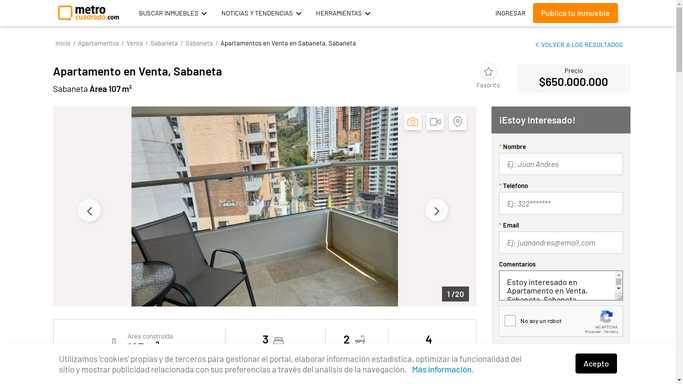 metro
cuadrado.com
BUSCAR INMUEBLES
NOTICIAS Y TENDENCIAS
HERRAMIENTAS
INGRESAR
Publica tu Inmueble
Inicio / Apartamentos / Venta / Sabaneta / Sabaneta / Apartamentos en Venta en Sabaneta, Sabaneta
VOLVER A LOS RESULTADOS
Apartamento en Venta, Sabaneta
Sabaneta Área 107 m²
Favorito
Precio
$650.000.000
1 / 20
¡Estoy Interesado!
* Nombre
Ej: Juan Andres
* Teléfono
Ej: 322*******
* Email
Ej: juanandres@email.com
Comentarios
Estoy interesado en
Apartamento en Venta,
Sabaneta, Sabaneta
No soy un robot
reCAPTCHA
Privacidad - Términos
Área construida
3
2
4
Utilizamos 'cookies' propias y de terceros para gestionar el portal, elaborar información estadística, optimizar la funcionalidad del
sitio y mostrar publicidad relacionada con sus preferencias a través del análisis de la navegación. Más información.
Acepto